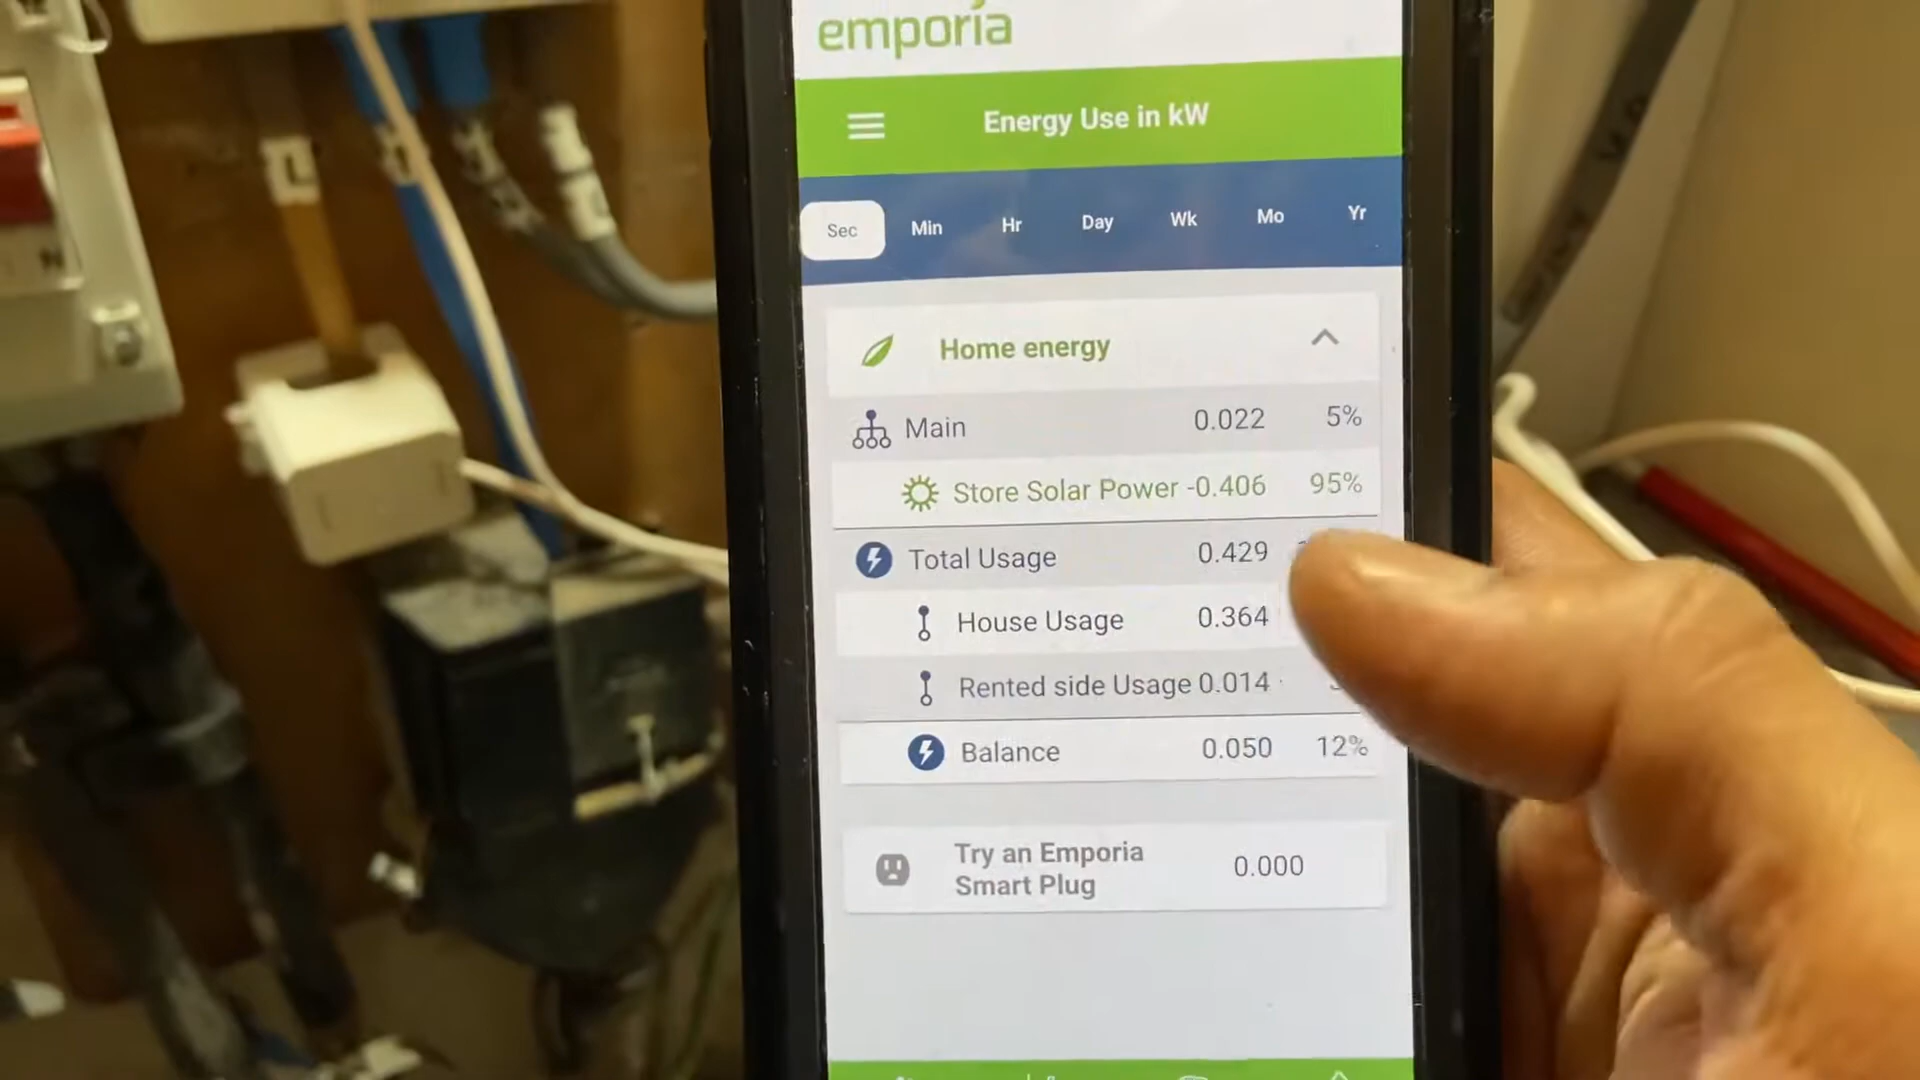 emporia
Energy Use in kW
Sec Min Hr Day Wk Mo Yr
Home energy
Main 0.022 5%
Store Solar Power -0.406 95%
Total Usage 0.429
House Usage 0.364
Rented side Usage 0.014
Balance 0.050 12%
Try an Emporia 0.000
Smart Plug
L
N